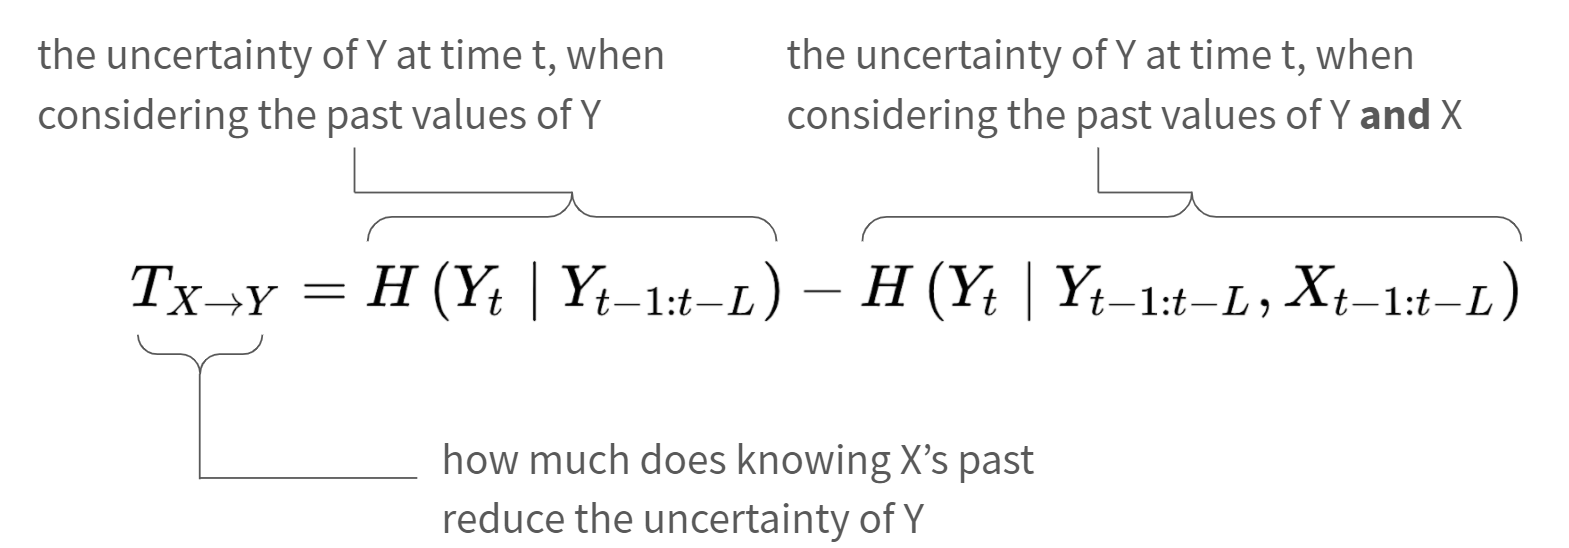 the uncertainty of Y at time t, when
considering the past values of Y
the uncertainty of Y at time t, when
considering the past values of Y and X
T_{X→Y} = H (Y_t | Y_{t−1:t−L}) − H (Y_t | Y_{t−1:t−L}, X_{t−1:t−L})
how much does knowing X’s past
reduce the uncertainty of Y